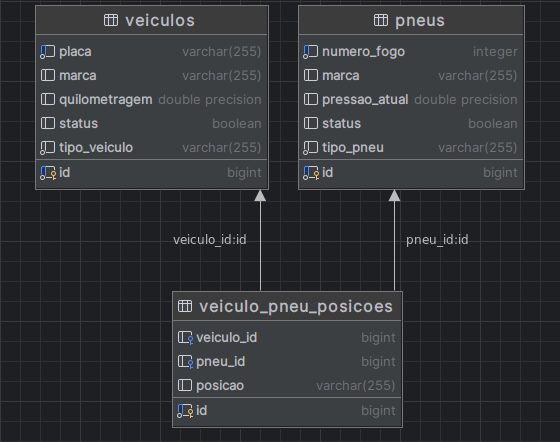 veiculos
placa varchar(255)
marca varchar(255)
quilometragem double precision
status boolean
tipo_veiculo varchar(255)
id bigint
pneus
numero_fogo integer
marca varchar(255)
pressao_atual double precision
status boolean
tipo_pneu varchar(255)
id bigint
veiculo_id:id
pneu_id:id
veiculo_pneu_posicoes
veiculo_id bigint
pneu_id bigint
posicao varchar(255)
id bigint